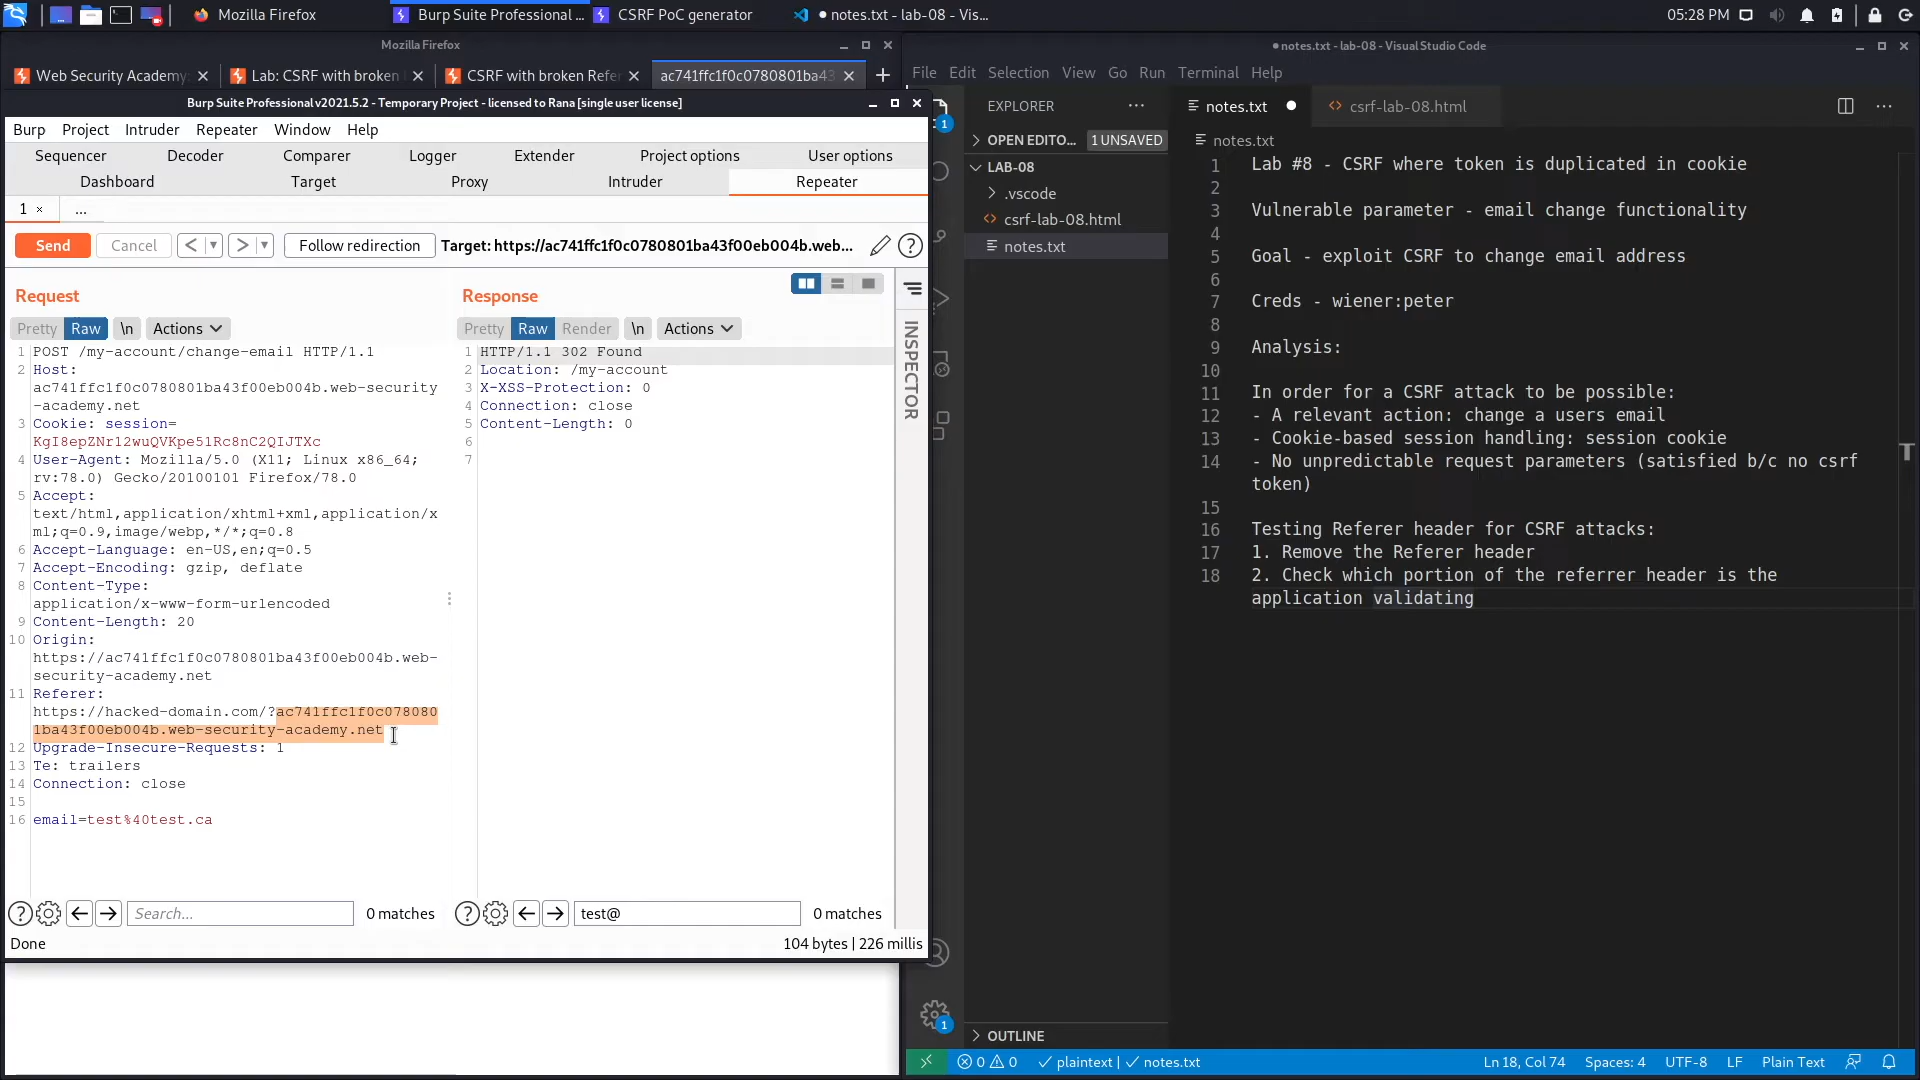 Mozilla Firefox
Burp Suite Professional ...
CSRF PoC generator
notes.txt - lab-08 - Vis...
05:28 PM
Mozilla Firefox
Web Security Academy:
Lab: CSRF with broken
CSRF with broken Refer
ac741ffc1f0c0780801ba43
Burp Suite Professional v2021.5.2 - Temporary Project - licensed to Rana [single user license]
Burp Project Intruder Repeater Window Help
Sequencer Decoder Comparer Logger Extender Project options User options
Dashboard Target Proxy Intruder Repeater
1 × ...
Send Cancel < > Follow redirection Target: https://ac741ffc1f0c0780801ba43f00eb004b.web...
Request
Pretty Raw \n Actions
1 POST /my-account/change-email HTTP/1.1
2 Host:
ac741ffc1f0c0780801ba43f00eb004b.web-security
-academy.net
3 Cookie: session=
KgI8epZNr12wuQVKpe51Rc8nC2QIJTXc
4 User-Agent: Mozilla/5.0 (X11; Linux x86_64;
rv:78.0) Gecko/20100101 Firefox/78.0
5 Accept:
text/html,application/xhtml+xml,application/x
ml;q=0.9,image/webp,*/*;q=0.8
6 Accept-Language: en-US,en;q=0.5
7 Accept-Encoding: gzip, deflate
8 Content-Type:
application/x-www-form-urlencoded
9 Content-Length: 20
10 Origin:
https://ac741ffc1f0c0780801ba43f00eb004b.web-
security-academy.net
11 Referer:
https://hacked-domain.com/?ac741ffc1f0c078080
1ba43f00eb004b.web-security-academy.net
12 Upgrade-Insecure-Requests: 1
13 Te: trailers
14 Connection: close
15
16 email=test%40test.ca
Search... 0 matches
Done
Response
Pretty Raw Render \n Actions
1 HTTP/1.1 302 Found
2 Location: /my-account
3 X-XSS-Protection: 0
4 Connection: close
5 Content-Length: 0
6
7
INSPECTOR
test@ 0 matches
104 bytes | 226 millis
notes.txt - lab-08 - Visual Studio Code
File Edit Selection View Go Run Terminal Help
1
1
EXPLORER ...
OPEN EDITO... 1 UNSAVED
LAB-08
.vscode
csrf-lab-08.html
notes.txt
OUTLINE
notes.txt csrf-lab-08.html
notes.txt
1 Lab #8 - CSRF where token is duplicated in cookie
2
3 Vulnerable parameter - email change functionality
4
5 Goal - exploit CSRF to change email address
6
7 Creds - wiener:peter
8
9 Analysis:
10
11 In order for a CSRF attack to be possible:
12 - A relevant action: change a users email
13 - Cookie-based session handling: session cookie
14 - No unpredictable request parameters (satisfied b/c no csrf
token)
15
16 Testing Referer header for CSRF attacks:
17 1. Remove the Referer header
18 2. Check which portion of the referrer header is the
application validating
0 0 plaintext | notes.txt Ln 18, Col 74 Spaces: 4 UTF-8 LF Plain Text